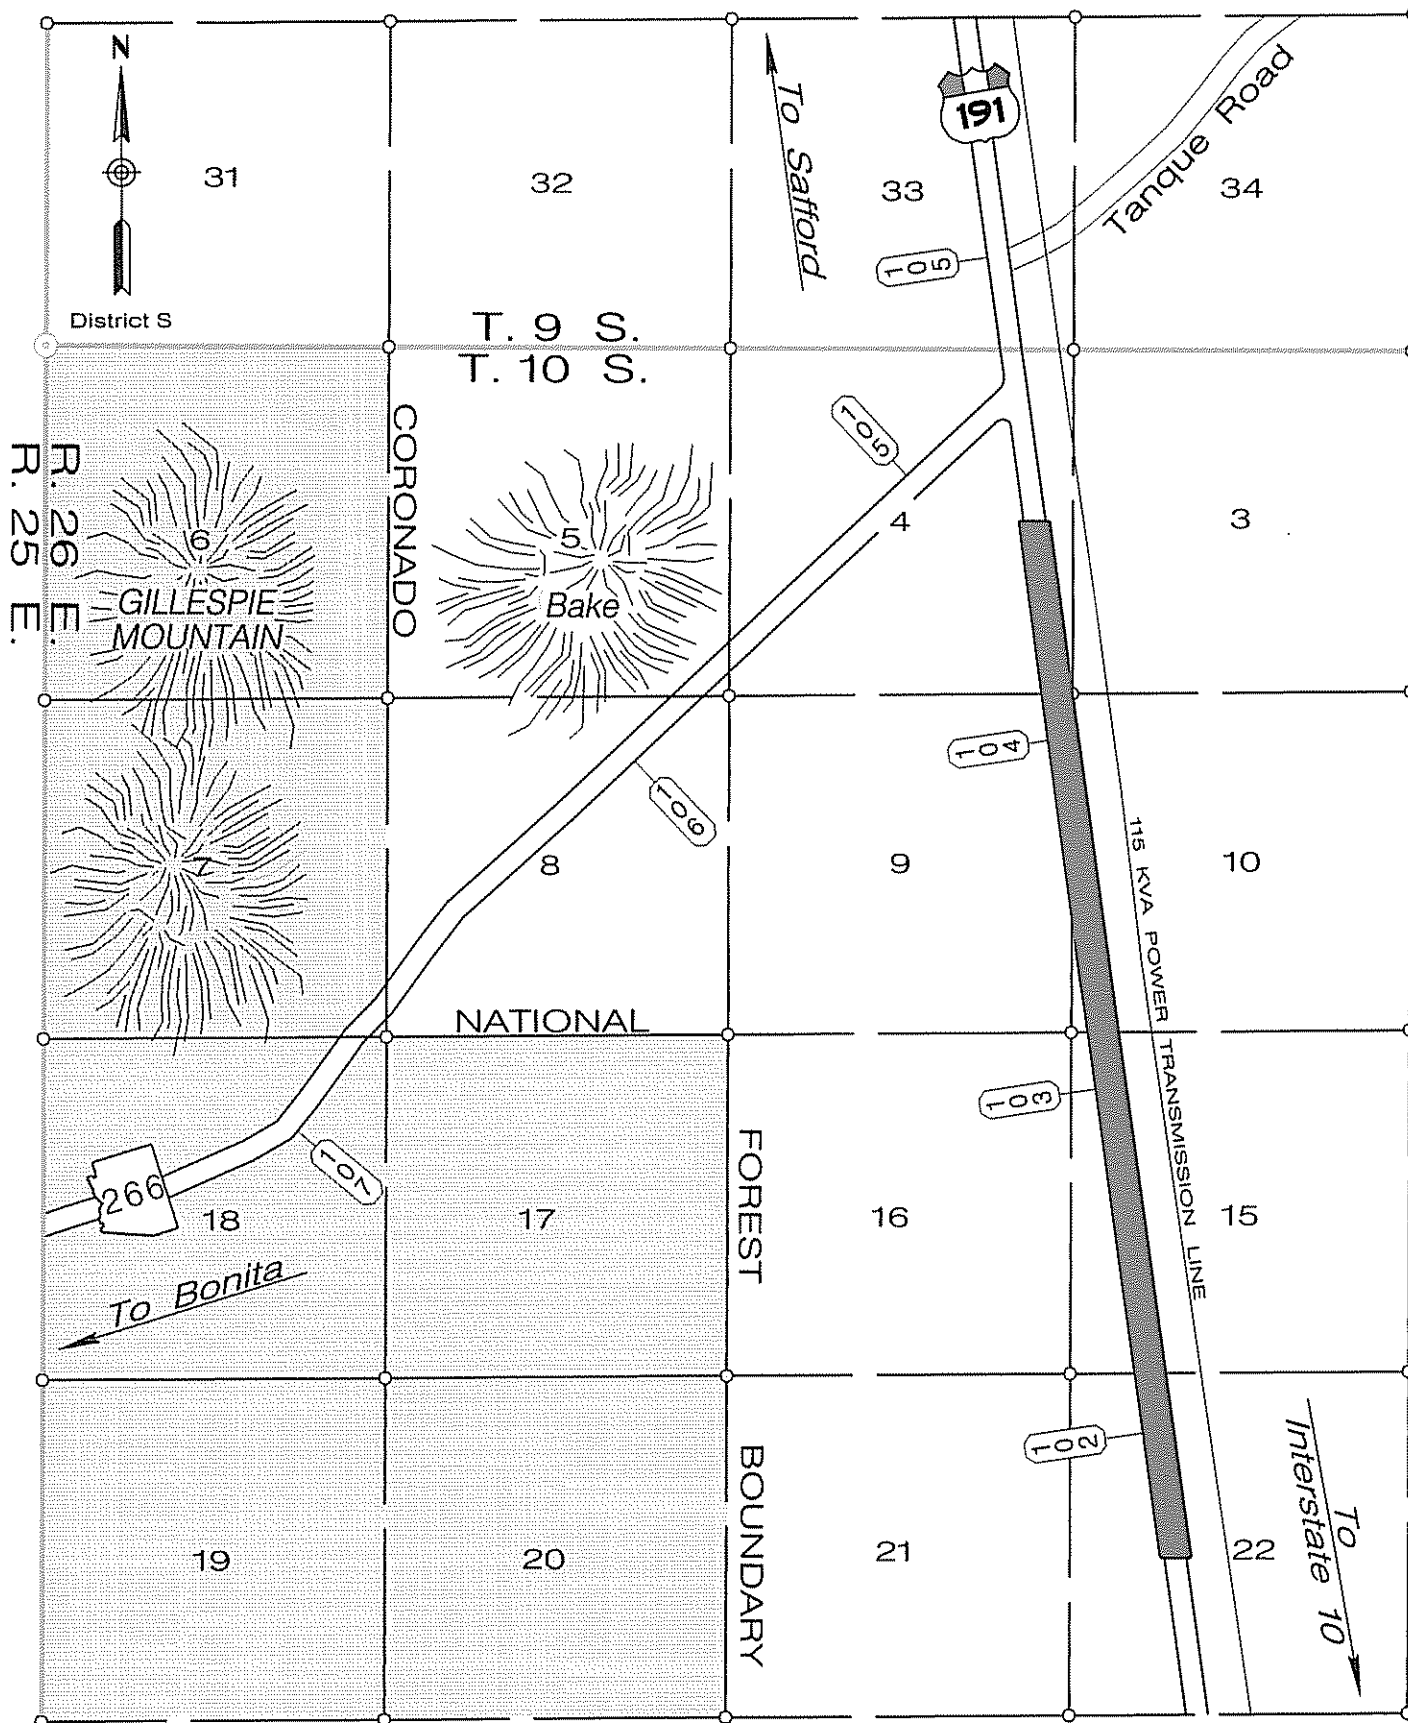 N
191
To Safford
Tanque Road
31
32
33
34
105
District S
T. 9 S.
T. 10 S.
R. 26 E.
R. 25 E.
CORONADO
105
6
GILLESPIE
MOUNTAIN
5
Bake
4
3
104
106
7
8
9
10
115 KVA POWER TRANSMISSION LINE
NATIONAL
103
107
FOREST
266
18
17
16
15
To Bonita
102
BOUNDARY
To
Interstate 10
19
20
21
22